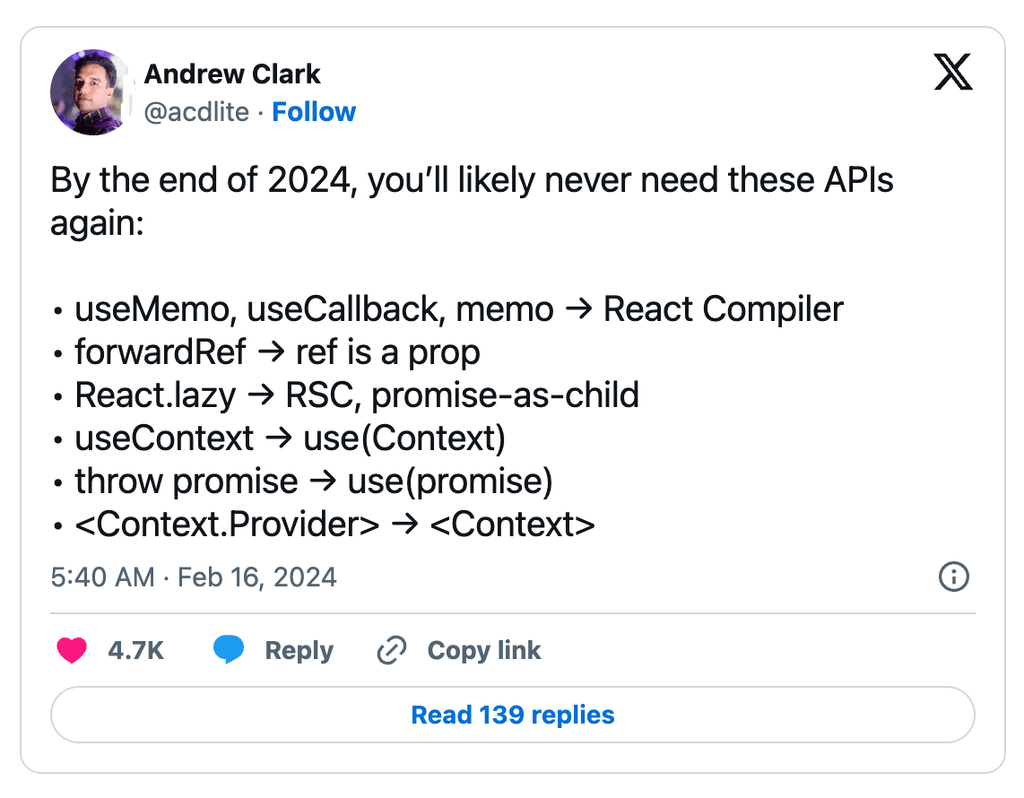 Andrew Clark
@acdlite · Follow
By the end of 2024, you’ll likely never need these APIs
again:
• useMemo, useCallback, memo → React Compiler
• forwardRef → ref is a prop
• React.lazy → RSC, promise-as-child
• useContext → use(Context)
• throw promise → use(promise)
• <Context.Provider> → <Context>
5:40 AM · Feb 16, 2024
4.7K Reply Copy link
Read 139 replies